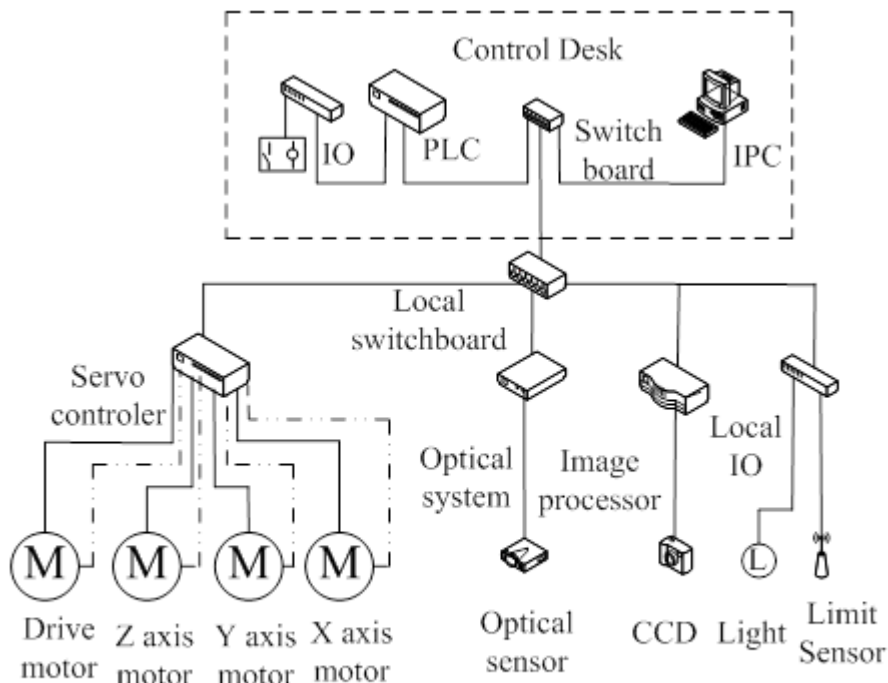 Control Desk
IO
PLC
Switch
board
IPC
Local
switchboard
Servo
controler
Optical
system
Image
processor
Local
IO
M
M
M
M
L
Drive
motor
Z axis
motor
Y axis
motor
X axis
motor
Optical
sensor
CCD
Light
Limit
Sensor